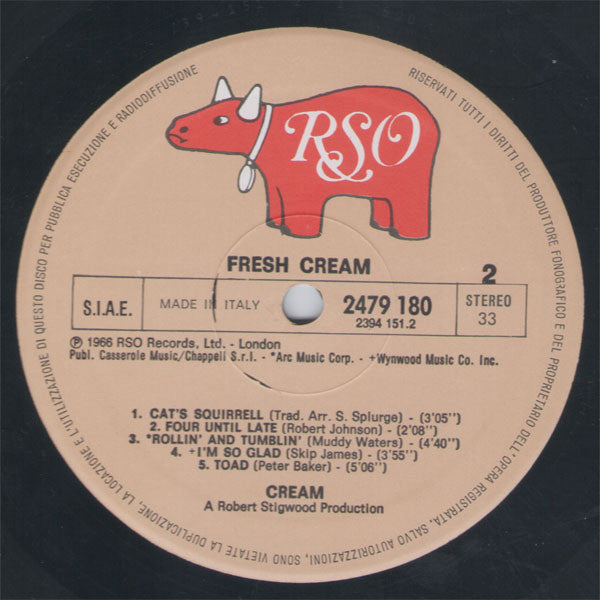 RISERVATI TUTTI I DIRITTI DEL PRODUTTORE FONOGRAFICO E DEL PROPRIETARIO DELL'OPERA REGISTRATA, SALVO AUTORIZZAZIONI, SONO VIETATE LA DUPLICAZIONE, LA LOCAZIONE E L'UTILIZZAZIONE DI QUESTO DISCO PER PUBBLICA ESECUZIONE E RADIODIFFUSIONE
RSO
FRESH CREAM
2
S.I.A.E.
MADE IN ITALY
2479 180
2394 151.2
STEREO
33
℗ 1966 RSO Records, Ltd. - London
Publ. Casserole Music/Chappell S.r.l. - *Arc Music Corp. - +Wynwood Music Co. Inc.
1. CAT'S SQUIRRELL (Trad. Arr. S. Splurge) - (3'05'')
2. FOUR UNTIL LATE (Robert Johnson) - (2'08'')
3. *ROLLIN' AND TUMBLIN' (Muddy Waters) - (4'40'')
4. +I'M SO GLAD (Skip James) - (3'55'')
5. TOAD (Peter Baker) - (5'06'')
CREAM
A Robert Stigwood Production